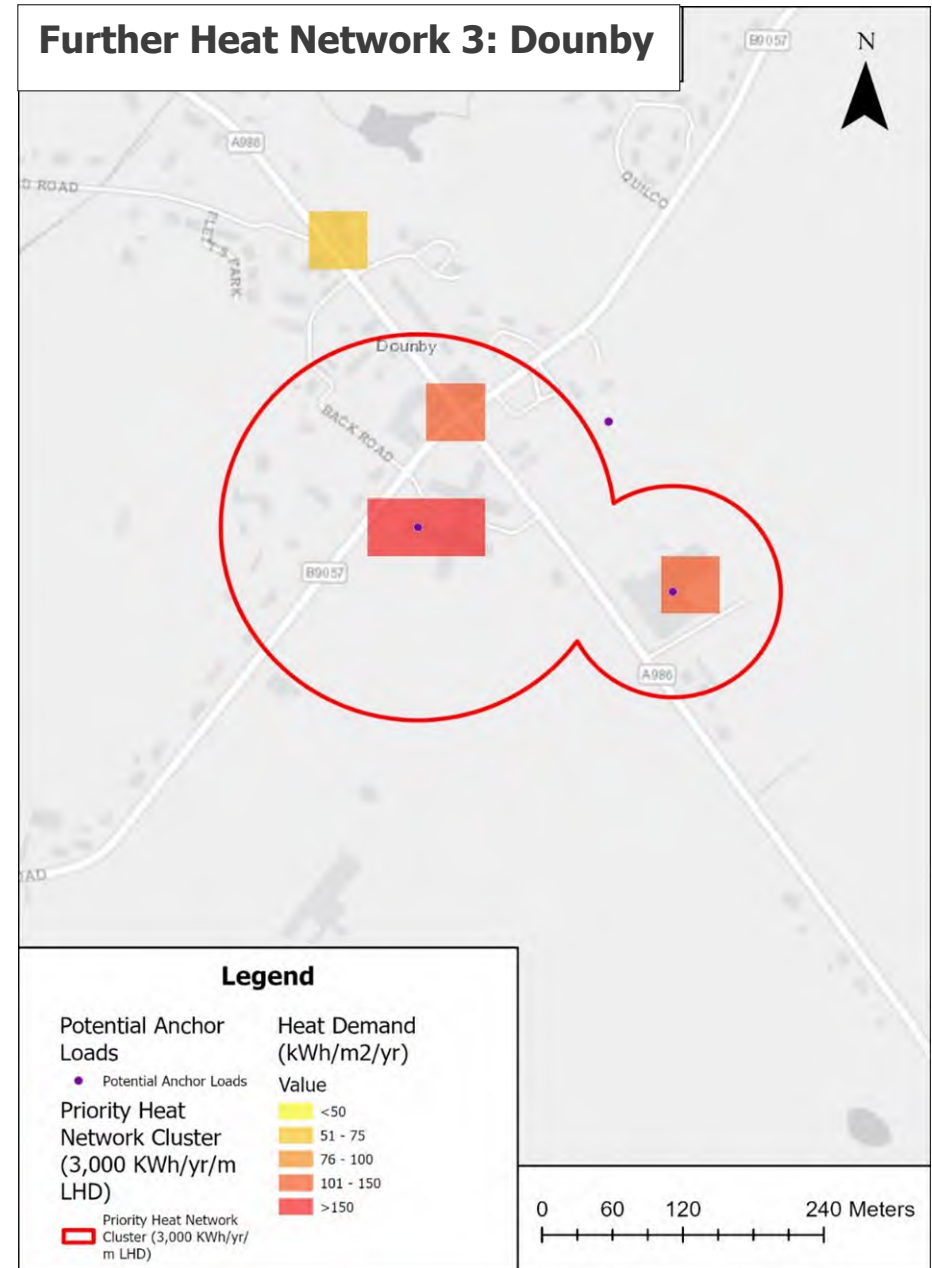 Further Heat Network 3: Dounby
B9057
N
A986
D ROAD
QUILCO
PARK
Dounby
BACK ROAD
B9057
A986
Legend
Potential Anchor
Loads
Potential Anchor Loads
Priority Heat
Network Cluster
(3,000 KWh/yr/m
LHD)
Priority Heat Network
Cluster (3,000 KWh/yr/
m LHD)
Heat Demand
(kWh/m2/yr)
Value
<50
51 - 75
76 - 100
101 - 150
>150
0 60 120 240 Meters